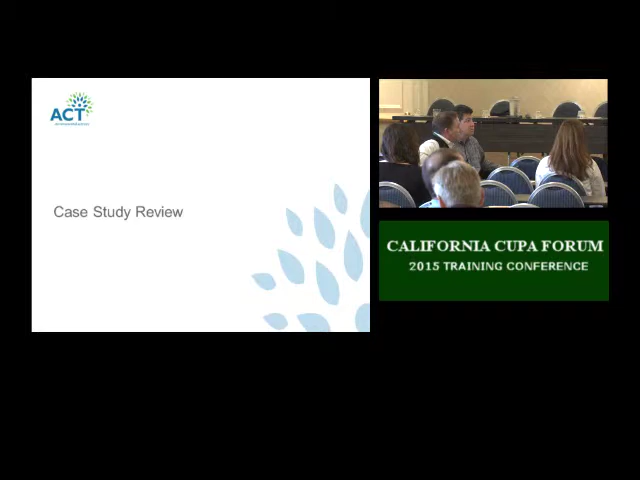 ACT
Case Study Review
CALIFORNIA CUPA FORUM
2015 TRAINING CONFERENCE